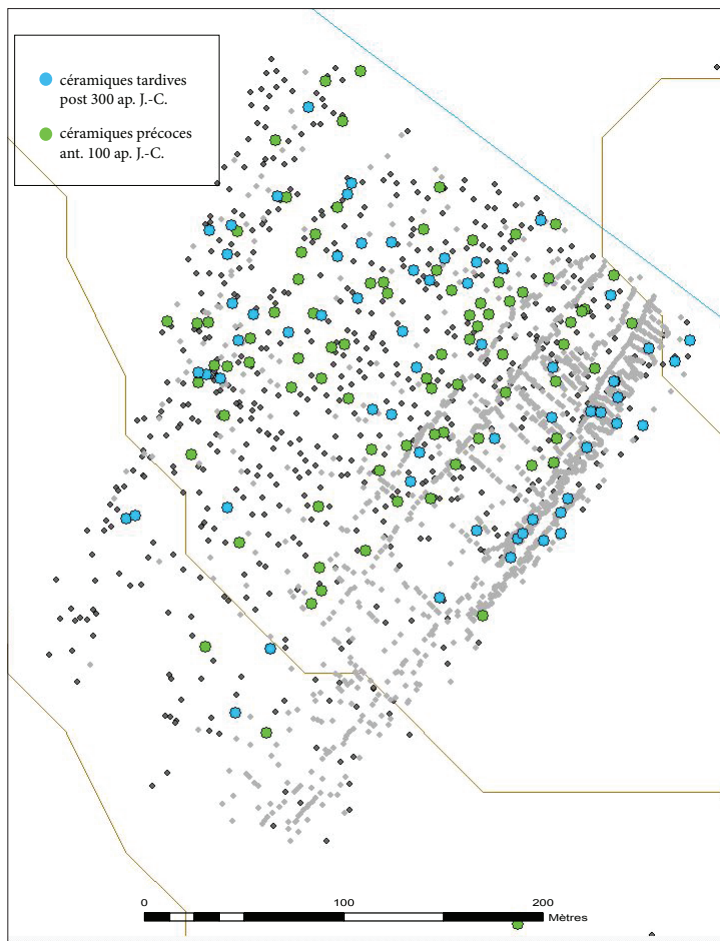 céramiques tardives
post 300 ap. J.-C.
céramiques précoces
ant. 100 ap. J.-C.
0 100 200
Mètres